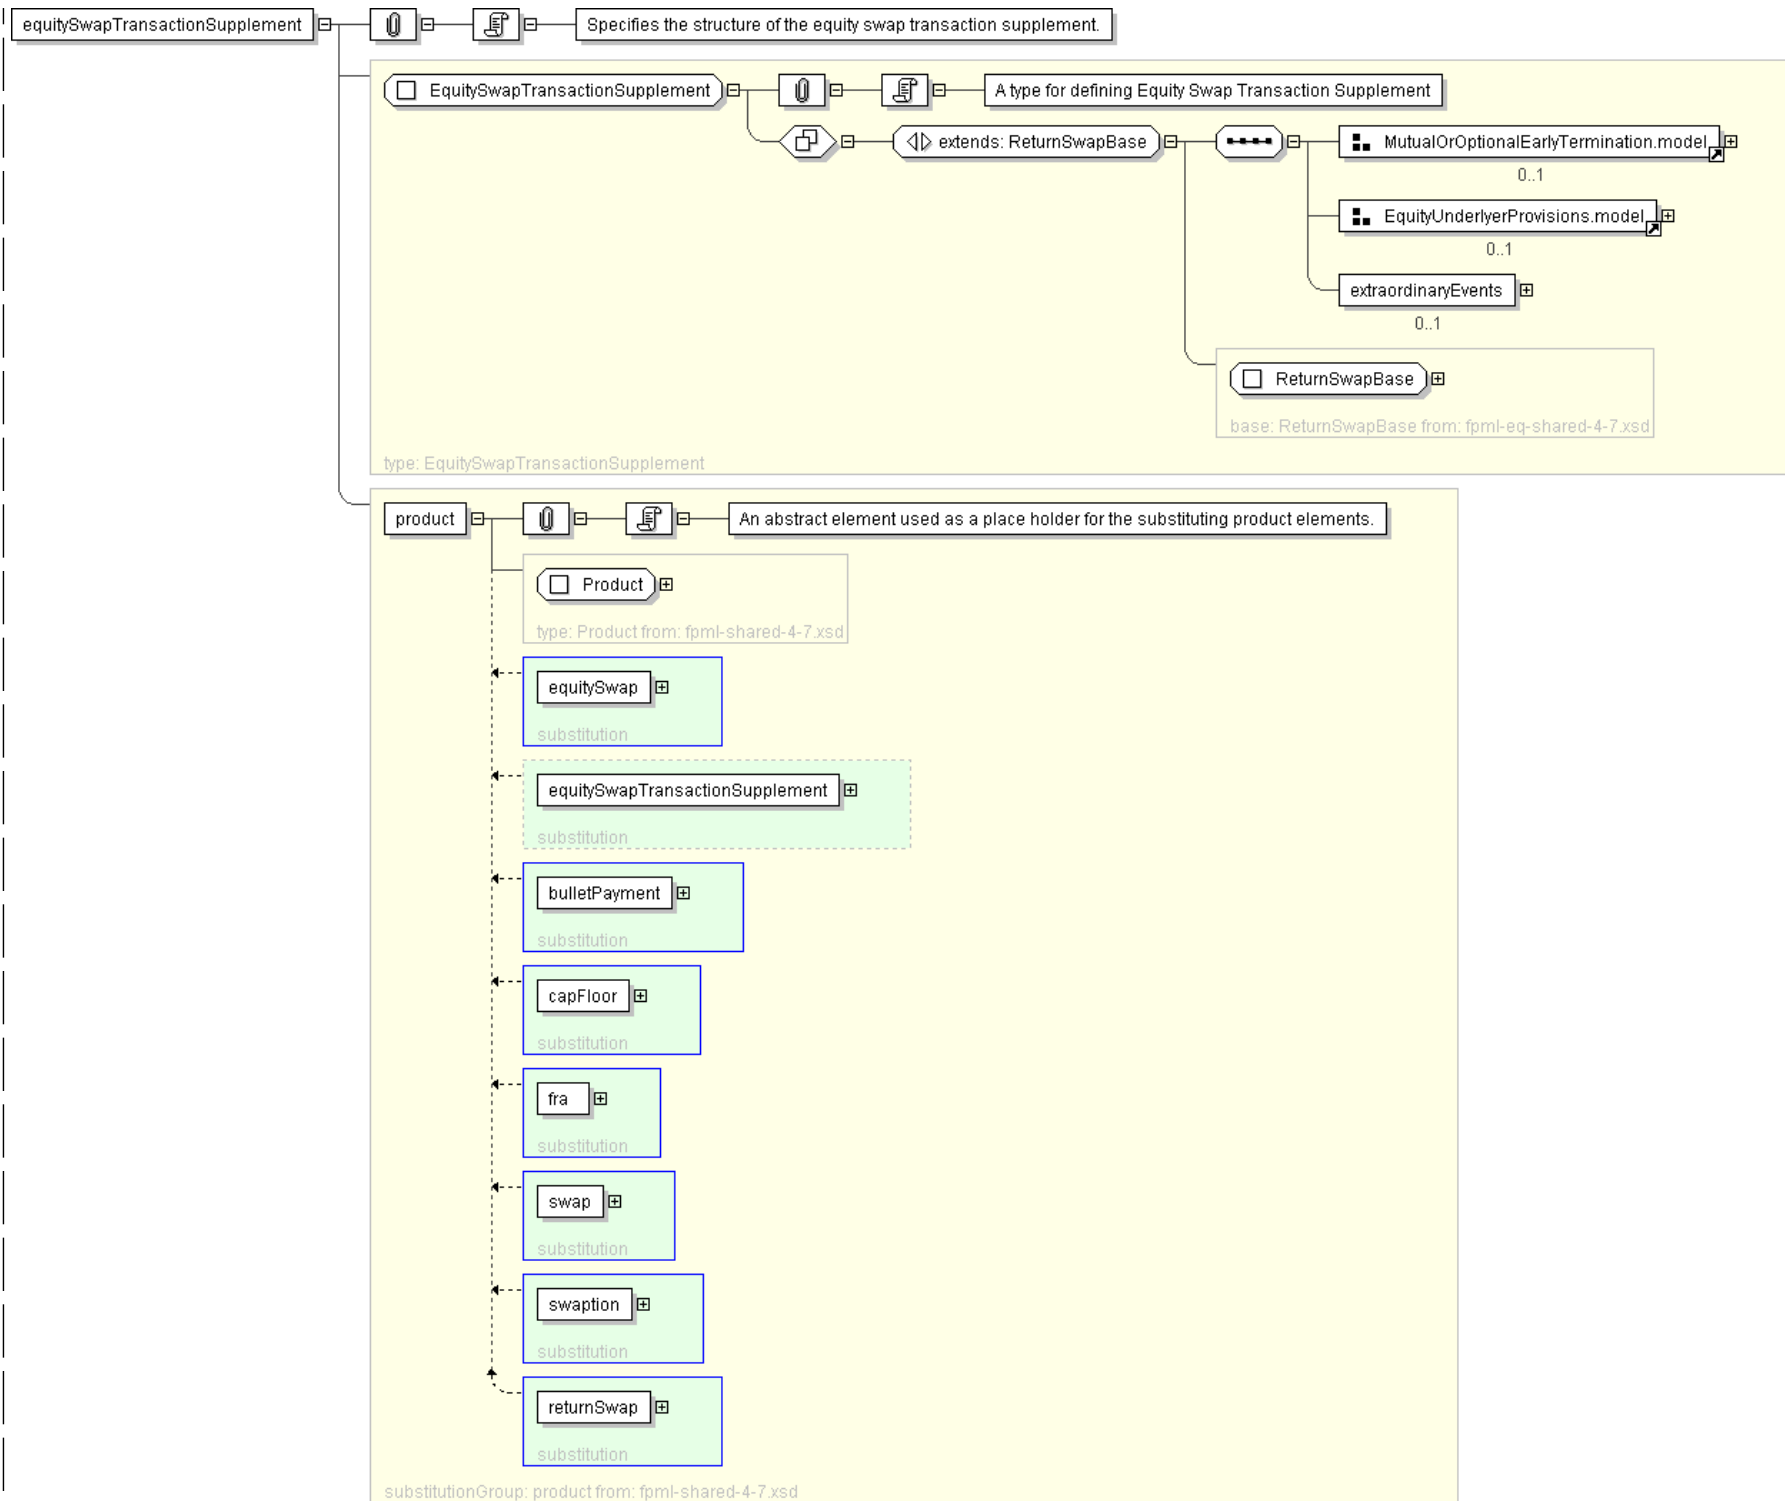 equitySwapTransactionSupplement
Specifies the structure of the equity swap transaction supplement.
EquitySwapTransactionSupplement
A type for defining Equity Swap Transaction Supplement
extends: ReturnSwapBase
MutualOrOptionalEarlyTermination.model
0..1
EquityUnderlyerProvisions.model
0..1
extraordinaryEvents
0..1
ReturnSwapBase
base: ReturnSwapBase from: fpml-eq-shared-4-7.xsd
type: EquitySwapTransactionSupplement
product
An abstract element used as a place holder for the substituting product elements.
Product
type: Product from: fpml-shared-4-7.xsd
equitySwap
substitution
equitySwapTransactionSupplement
substitution
bulletPayment
substitution
capFloor
substitution
fra
substitution
swap
substitution
swaption
substitution
returnSwap
substitution
substitutionGroup: product from: fpml-shared-4-7.xsd